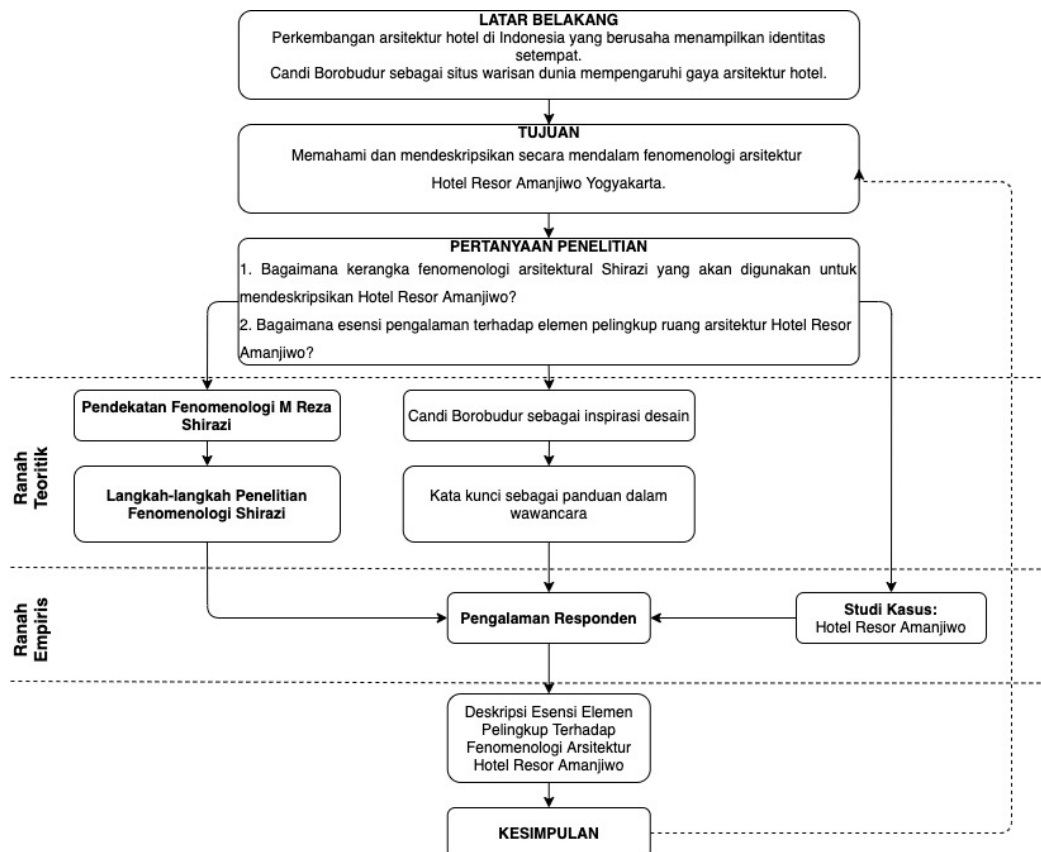 LATAR BELAKANG
Perkembangan arsitektur hotel di Indonesia yang berusaha menampilkan identitas
setempat.
Candi Borobudur sebagai situs warisan dunia mempengaruhi gaya arsitektur hotel.
TUJUAN
Memahami dan mendeskripsikan secara mendalam fenomenologi arsitektur
Hotel Resor Amanjiwo Yogyakarta.
PERTANYAAN PENELITIAN
1. Bagaimana kerangka fenomenologi arsitektural Shirazi yang akan digunakan untuk
mendeskripsikan Hotel Resor Amanjiwo?
2. Bagaimana esensi pengalaman terhadap elemen pelingkup ruang arsitektur Hotel Resor
Amanjiwo?
Ranah
Teoritik
Pendekatan Fenomenologi M Reza
Shirazi
Candi Borobudur sebagai inspirasi desain
Langkah-langkah Penelitian
Fenomenologi Shirazi
Kata kunci sebagai panduan dalam
wawancara
Ranah
Empiris
Pengalaman Responden
Studi Kasus:
Hotel Resor Amanjiwo
Deskripsi Esensi Elemen
Pelingkup Terhadap
Fenomenologi Arsitektur
Hotel Resor Amanjiwo
KESIMPULAN